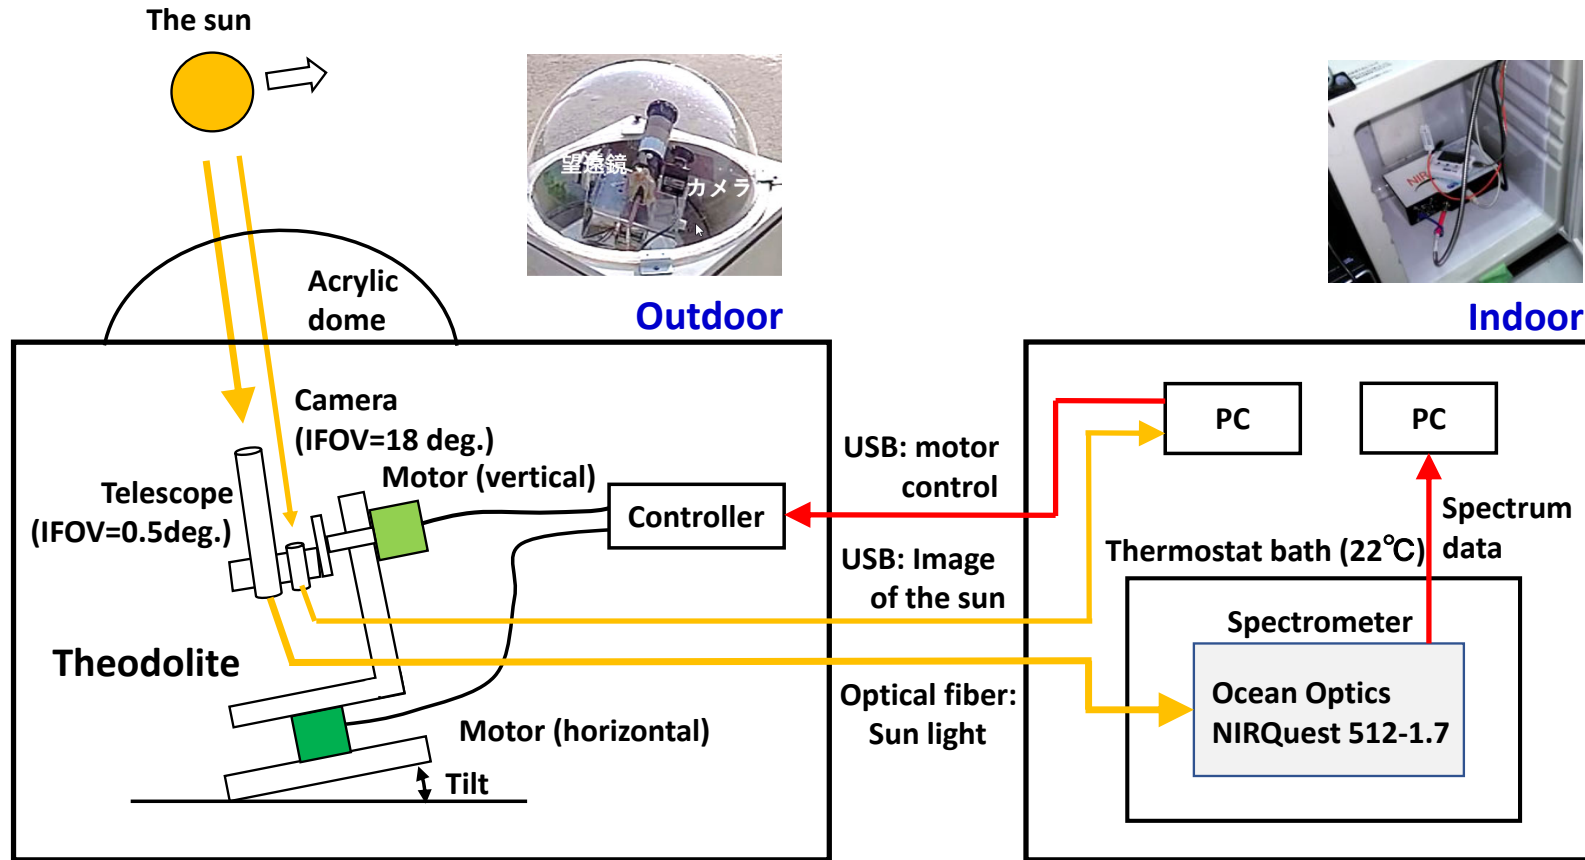 The sun
望遠鏡
カメラ
NIR
Acrylic
dome
Outdoor
Indoor
Camera
(IFOV=18 deg.)
Motor (vertical)
Telescope
(IFOV=0.5deg.)
Controller
USB: motor
control
PC
PC
Spectrum
data
Thermostat bath (22℃)
USB: Image
of the sun
Spectrometer
Theodolite
Ocean Optics
NIRQuest 512-1.7
Optical fiber:
Sun light
Motor (horizontal)
Tilt